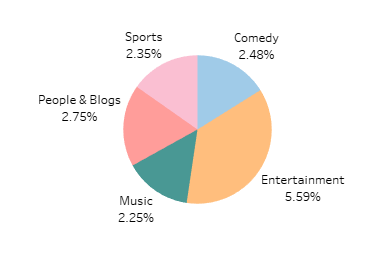 Sports
2.35%
Comedy
2.48%
People & Blogs
2.75%
Entertainment
5.59%
Music
2.25%